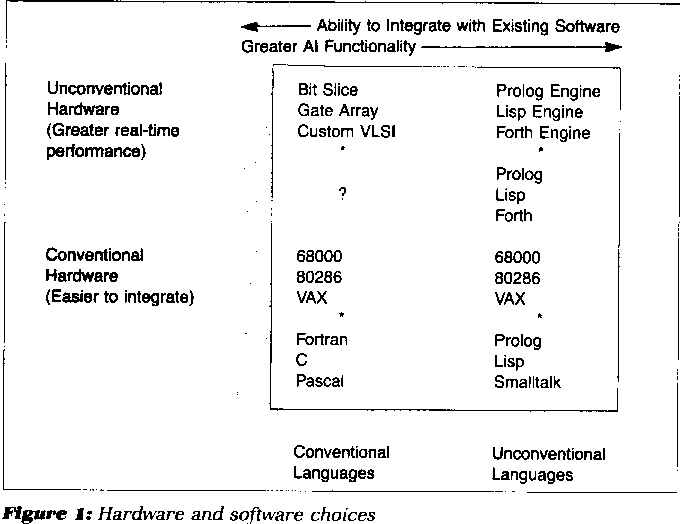 ← Ability to Integrate with Existing Software
Greater AI Functionality →
Unconventional
Hardware
(Greater real-time
performance)
Bit Slice
Gate Array
Custom VLSI
*
?
Prolog Engine
Lisp Engine
Forth Engine
*
Prolog
Lisp
Forth
Conventional
Hardware
(Easier to integrate)
68000
80286
VAX
*
Fortran
C
Pascal
68000
80286
VAX
*
Prolog
Lisp
Smalltalk
Conventional
Languages
Unconventional
Languages
Figure 1: Hardware and software choices